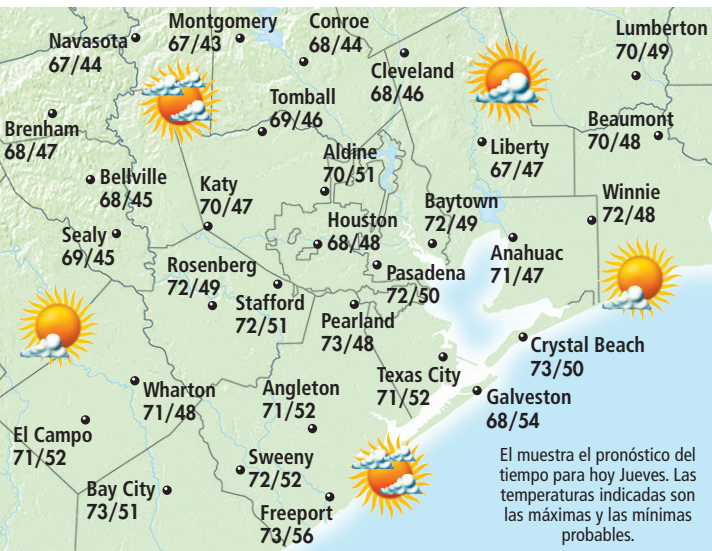 Montgomery
67/43
Conroe
68/44
Lumberton
70/49
Navasota
67/44
Cleveland
68/46
Tomball
69/46
Brenham
68/47
Beaumont
70/48
Liberty
67/47
Aldine
70/51
Bellville
68/45
Katy
70/47
Baytown
72/49
Winnie
72/48
Houston
68/48
Sealy
69/45
Anahuac
71/47
Rosenberg
72/49
Pasadena
72/50
Stafford
72/51
Pearland
73/48
Crystal Beach
73/50
Texas City
71/52
Wharton
71/48
Angleton
71/52
Galveston
68/54
El Campo
71/52
Sweeny
72/52
Bay City
73/51
Freeport
73/56
El muestra el pronóstico del
tiempo para hoy Jueves. Las
temperaturas indicadas son
las máximas y las mínimas
probables.